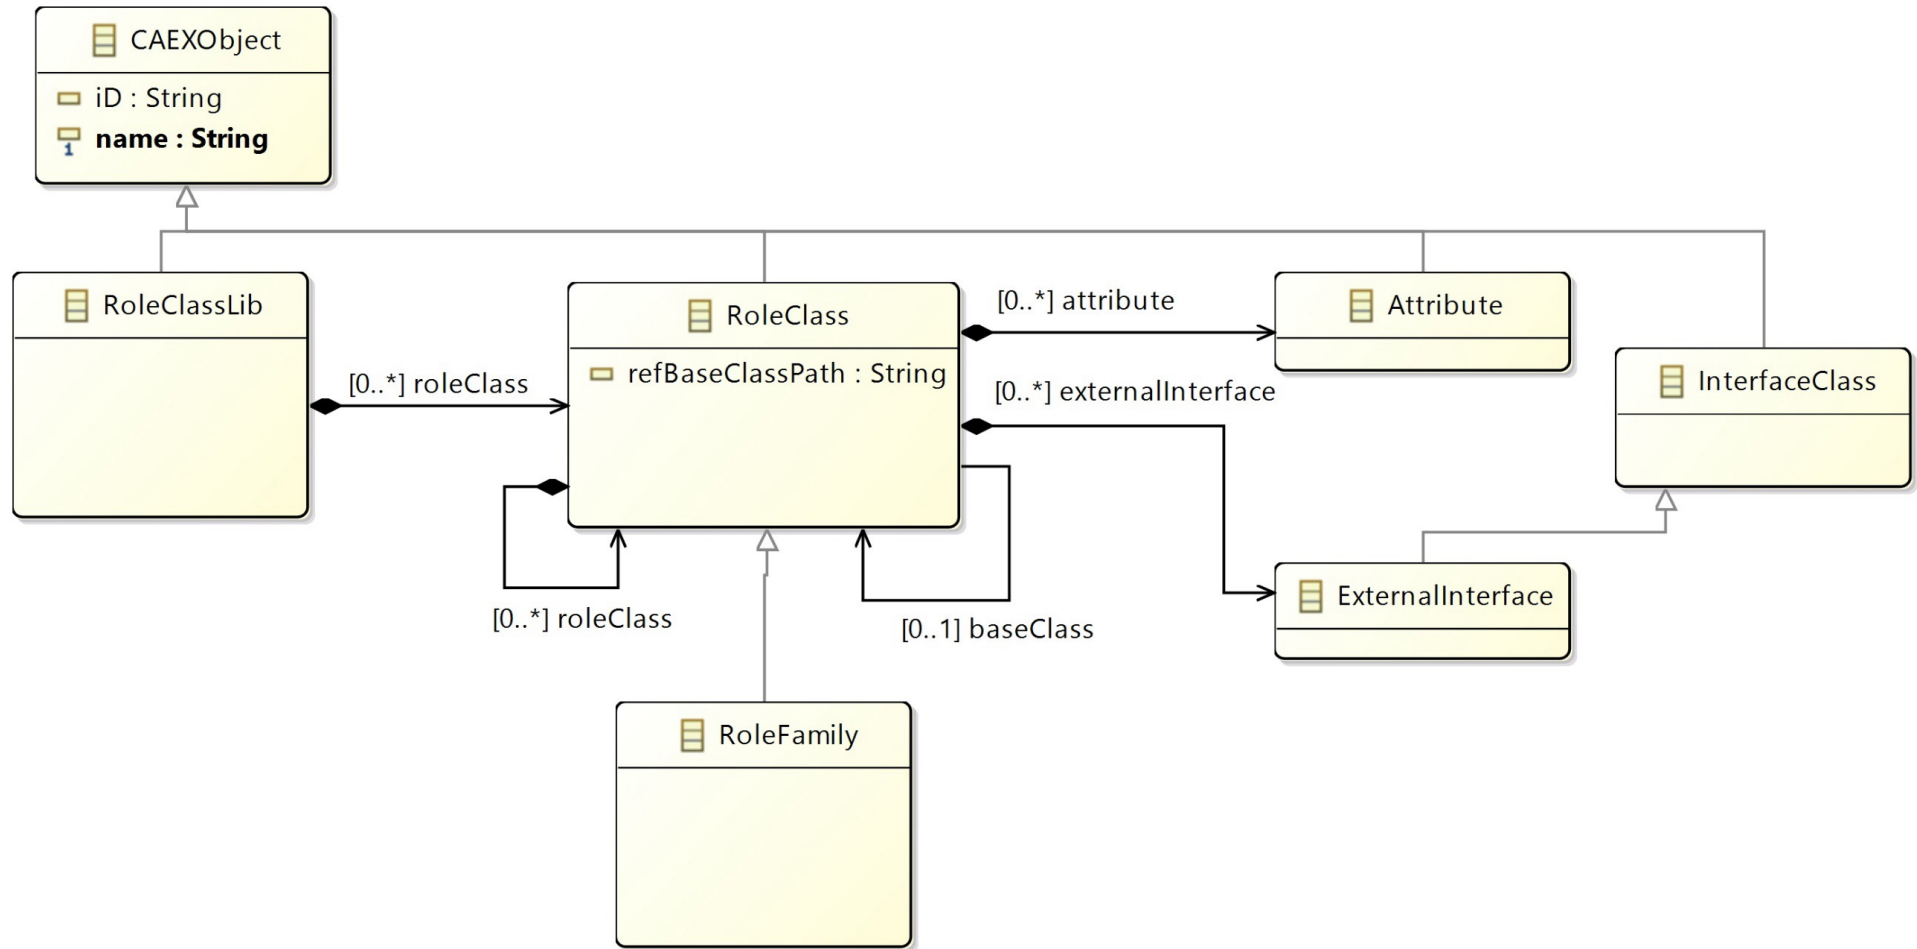 CAEXObject
iD : String
name : String
1
RoleClassLib
[0..*] roleClass
RoleClass
refBaseClassPath : String
[0..*] attribute
Attribute
[0..*] externalInterface
InterfaceClass
[0..*] roleClass
[0..1] baseClass
ExternalInterface
RoleFamily